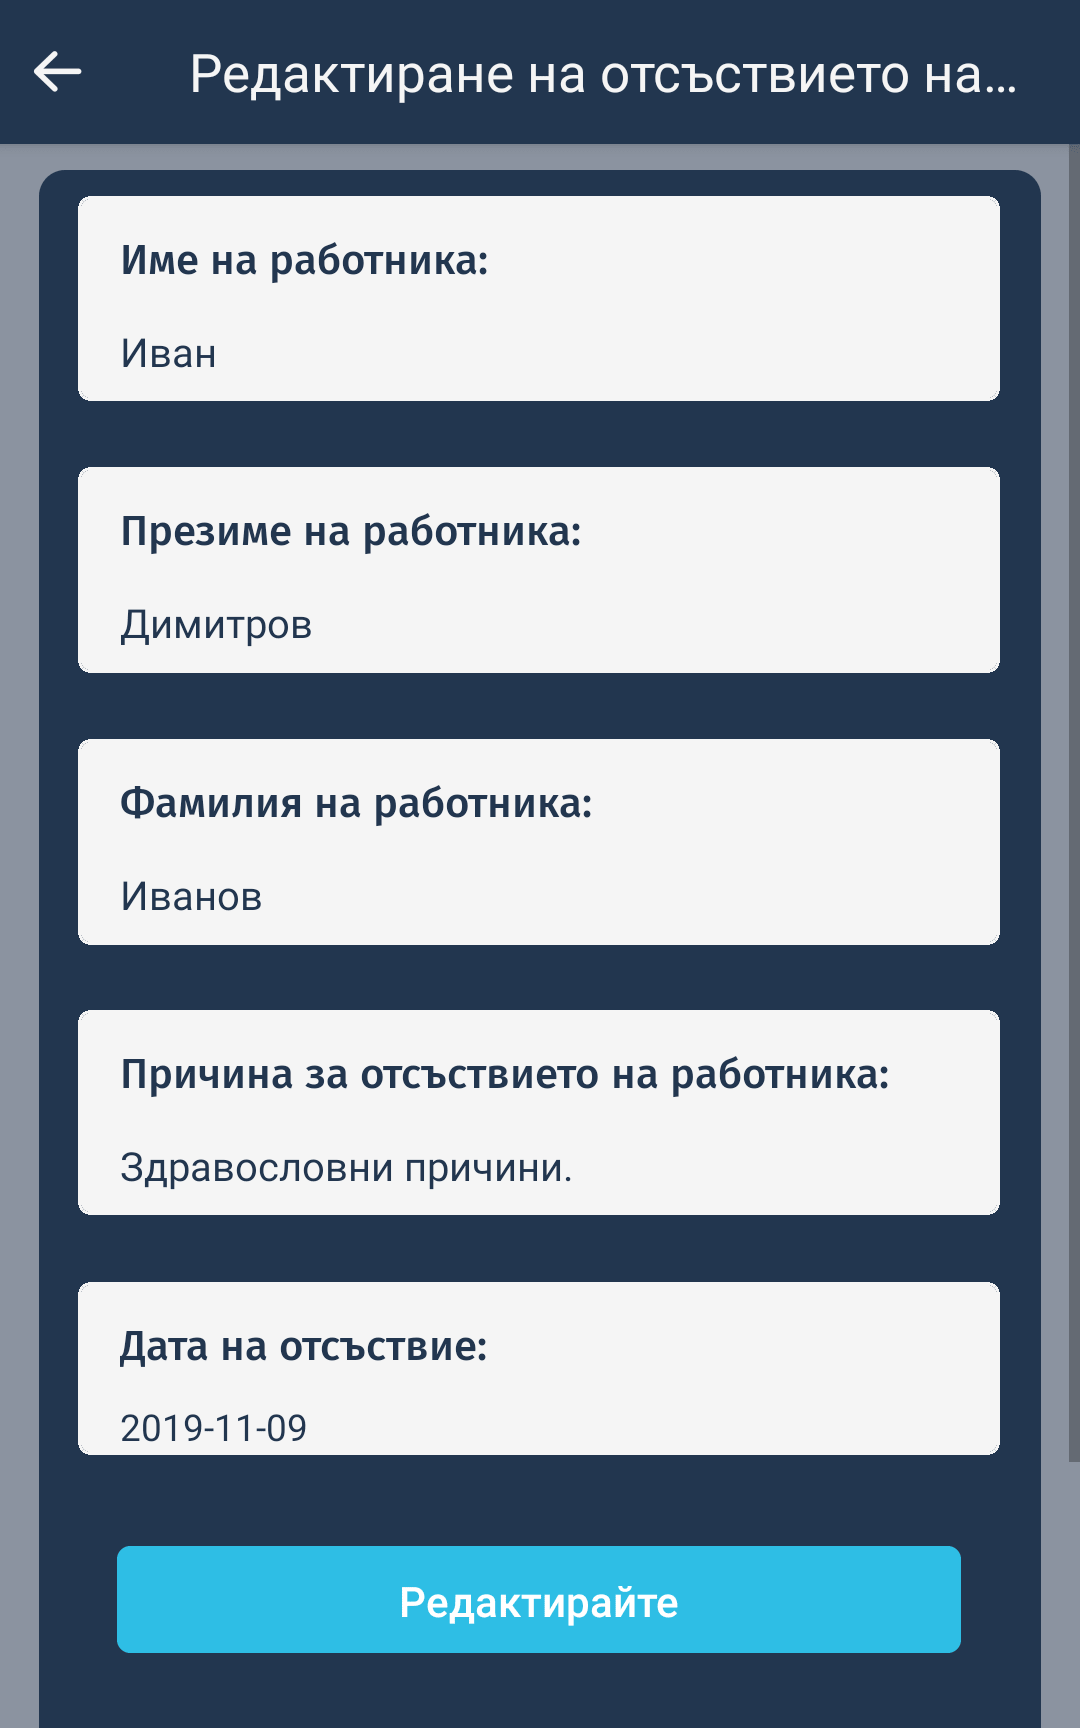 Редактиране на отсъствието на...
Име на работника:
Иван
Презиме на работника:
Димитров
Фамилия на работника:
Иванов
Причина за отсъствието на работника:
Здравословни причини.
Дата на отсъствие:
2019-11-09
Редактирайте